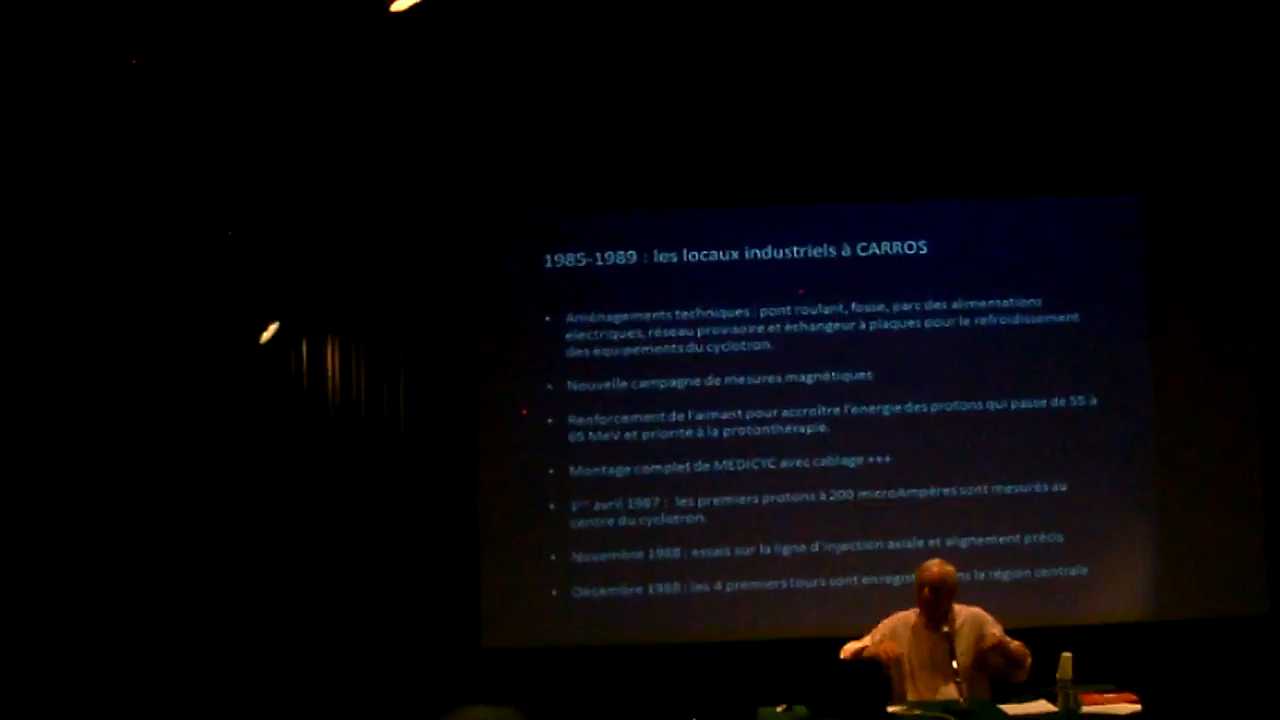 1985-1989 : les locaux industriels à CARROS
• Aménagements techniques : pont roulant, fosse, parc des alimentations
électriques, réseau provisoire et échangeur à plaques pour le refroidissement
des équipements du cyclotron.
• Nouvelle campagne de mesures magnétiques
• Renforcement de l'aimant pour accroître l'énergie des protons qui passe de 55 à
65 MeV et priorité à la protonthérapie.
• Montage complet de MEDICYC avec cablage +++
• 1er avril 1987 : les premiers protons à 200 microAmpères sont mesurés au
centre du cyclotron.
• Novembre 1988 : essais sur la ligne d'injection axiale et alignement précis
• Décembre 1988 : les 4 premiers tours sont la région centrale